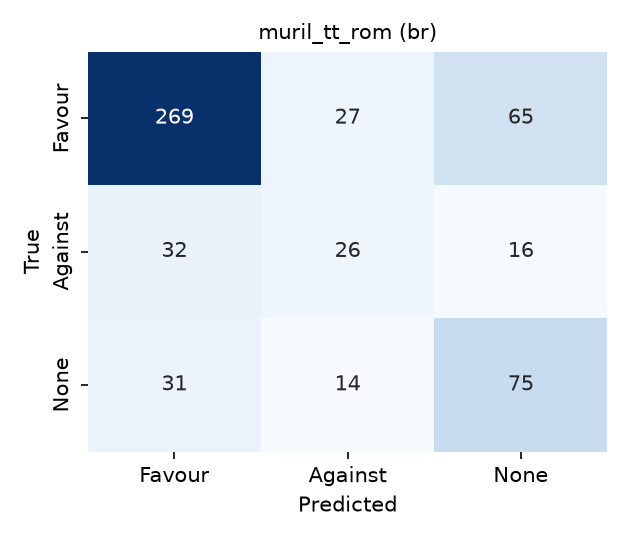 muril_tt_rom (br)
True
Favour
269 27 65
Against
32 26 16
None
31 14 75
Favour Against None
Predicted